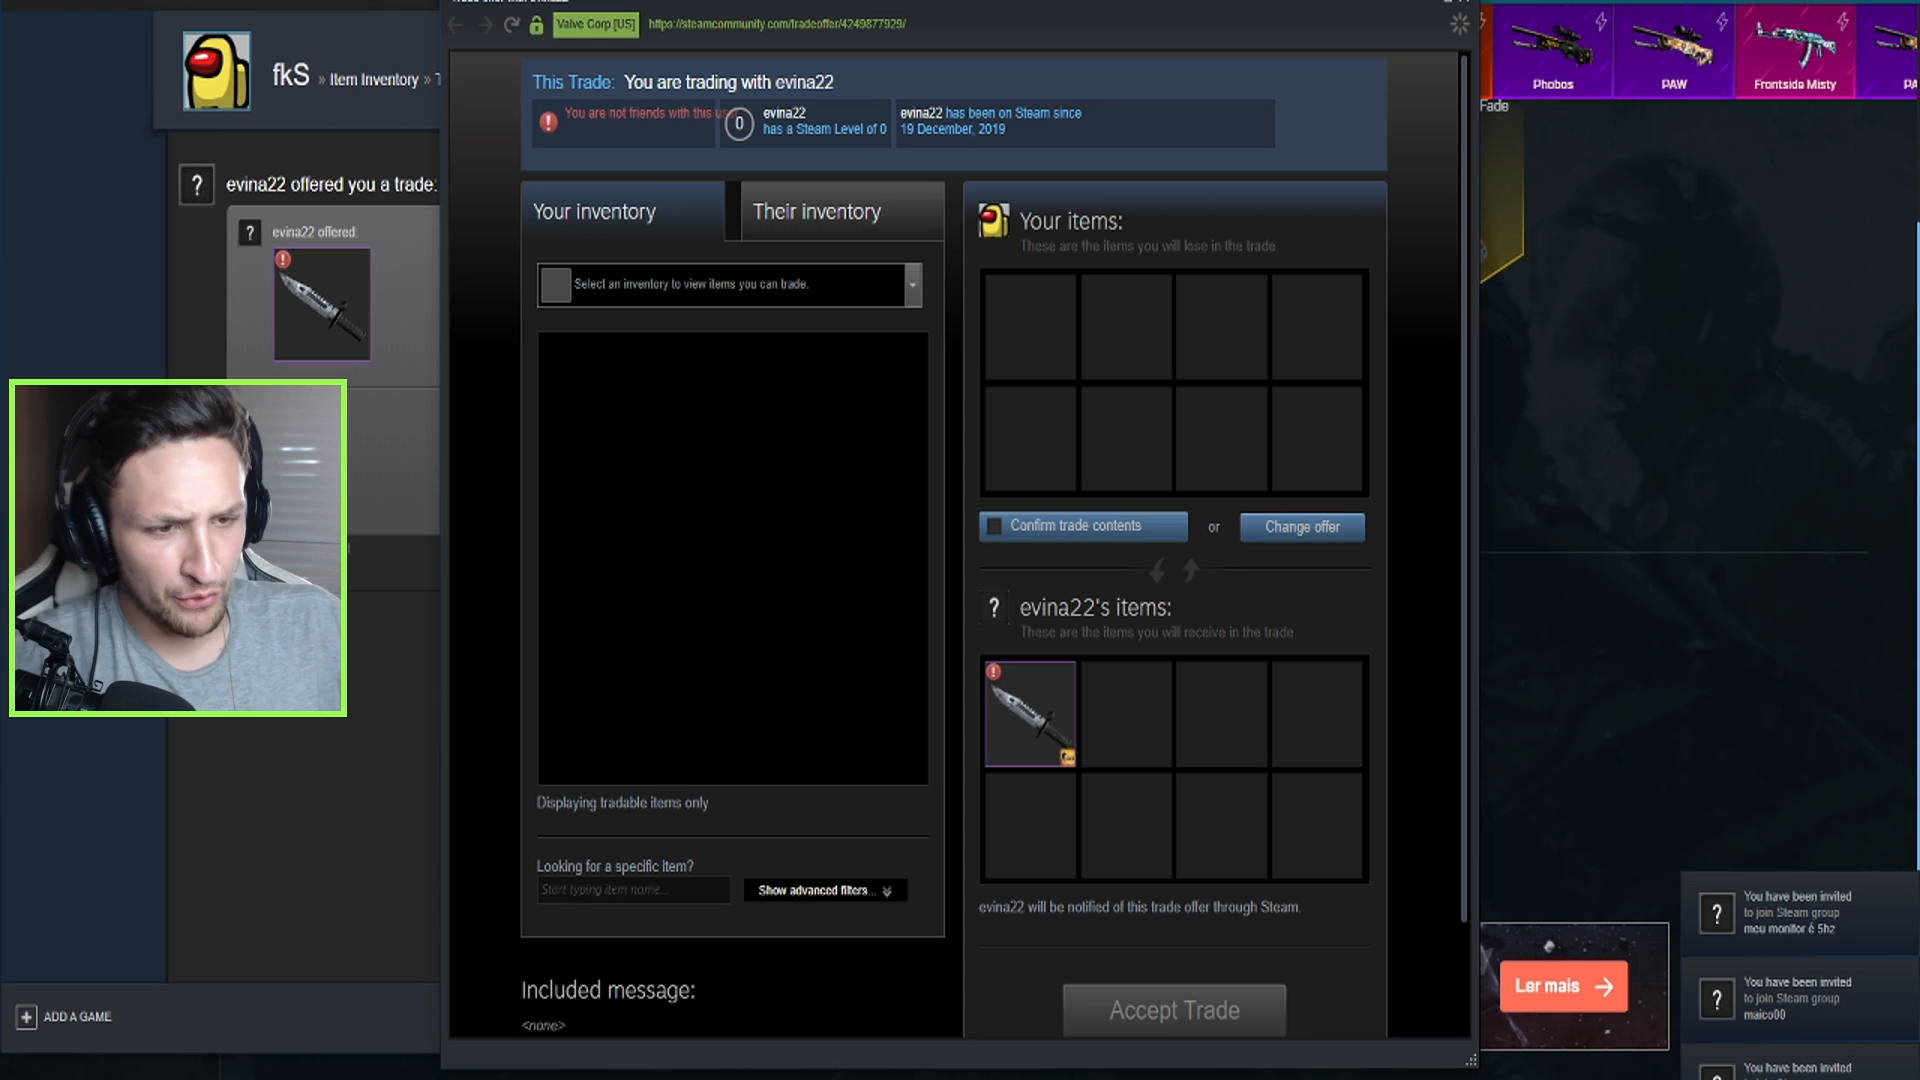 Valve Corp [US]
https://steamcommunity.com/tradeoffer/4249877929/
fkS » Item Inventory »
This Trade: You are trading with evina22
You are not friends with this
0
evina22
has a Steam Level of 0
evina22 has been on Steam since
19 December, 2019
Phobos
PAW
Frontside Misty
PA
Fade
?
evina22 offered you a trade:
?
evina22 offered:
Your inventory
Their inventory
Select an inventory to view items you can trade.
Displaying tradable items only
Looking for a specific item?
Start typing item name...
Show advanced filters...
Included message:
<none>
Your items:
These are the items you will lose in the trade.
Confirm trade contents
or
Change offer
?
evina22's items:
These are the items you will receive in the trade.
evina22 will be notified of this trade offer through Steam.
Accept Trade
+ ADD A GAME
Ler mais
?
You have been invited
to join Steam group
meu monitor é 5hz
?
You have been invited
to join Steam group
maico00
You have been invited